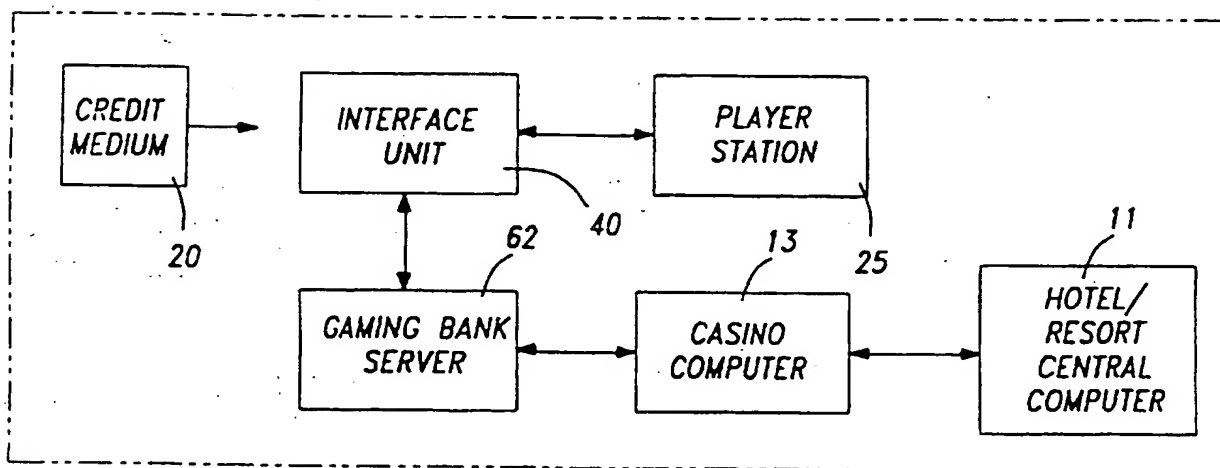 CREDIT
MEDIUM
20
INTERFACE
UNIT
40
PLAYER
STATION
25
62
GAMING BANK
SERVER
13
CASINO
COMPUTER
11
HOTEL/
RESORT
CENTRAL
COMPUTER